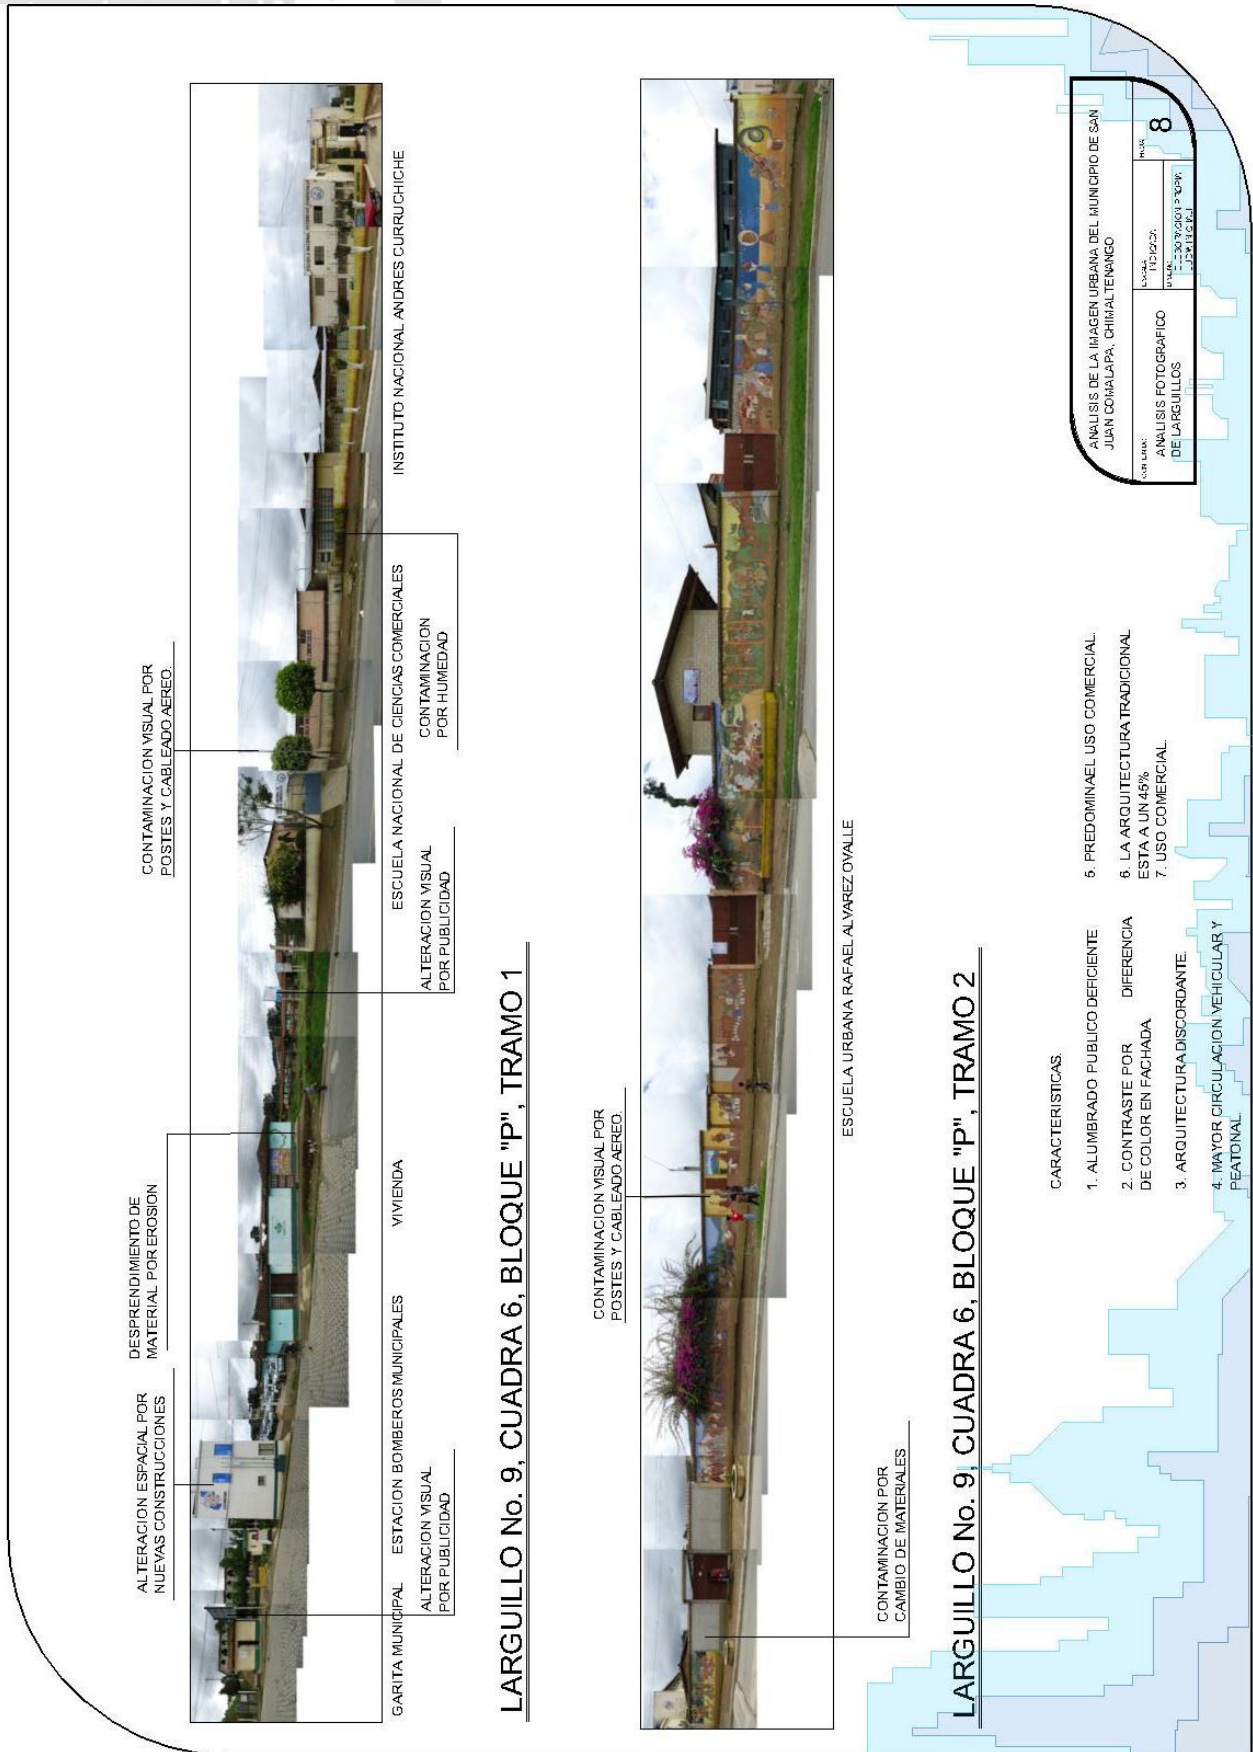 ALTERACION ESPACIAL POR
NUEVAS CONSTRUCCIONES
DESPRENDIMIENTO DE
MATERIAL POR EROSION
CONTAMINACION VISUAL POR
POSTES Y CABLEADO AEREO.
GARITA MUNICIPAL
ESTACION BOMBEROS MUNICIPALES
VIVIENDA
ESCUELA NACIONAL DE CIENCIAS COMERCIALES
INSTITUTO NACIONAL ANDRES CURRUCHICHE
ALTERACION VISUAL
POR PUBLICIDAD
ALTERACION VISUAL
POR PUBLICIDAD
CONTAMINACION
POR HUMEDAD
LARGUILLO No. 9, CUADRA 6, BLOQUE "P", TRAMO 1
CONTAMINACION VISUAL POR
POSTES Y CABLEADO AEREO.
ESCUELA URBANA RAFAEL ALVAREZ OVALLE
CONTAMINACION POR
CAMBIO DE MATERIALES
LARGUILLO No. 9, CUADRA 6, BLOQUE "P", TRAMO 2
CARACTERISTICAS.
1. ALUMBRADO PUBLICO DEFICIENTE
2. CONTRASTE POR DIFERENCIA
DE COLOR EN FACHADA
3. ARQUITECTURA DISCORDANTE.
4. MAYOR CIRCULACION VEHICULAR Y
PEATONAL.
5. PREDOMINA EL USO COMERCIAL.
6. LA ARQUITECTURA TRADICIONAL
ESTA A UN 45%
7. USO COMERCIAL.
ANALISIS DE LA IMAGEN URBANA DEL MUNICIPIO DE SAN
JUAN COMALAPA, CHIMALTENANGO
CONTENIDO:
ANALISIS FOTOGRAFICO
DE LARGUILLOS
ESCALA:
INDICADA
HOJA:
8